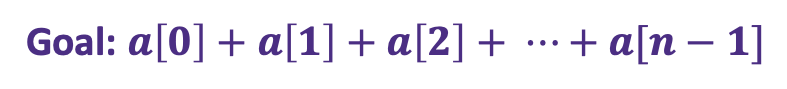 Goal: a[0] + a[1] + a[2] + ⋯ + a[n − 1]